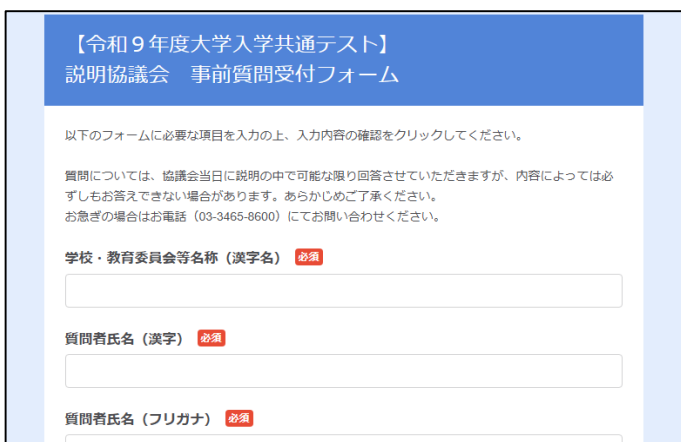 【令和９年度大学入学共通テスト】
説明協議会　事前質問受付フォーム
以下のフォームに必要な項目を入力の上、入力内容の確認をクリックしてください。
質問については、協議会当日に説明の中で可能な限り回答させていただきますが、内容によっては必
ずしもお答えできない場合があります。あらかじめご了承ください。
お急ぎの場合はお電話（03-3465-8600）にてお問い合わせください。
学校・教育委員会等名称（漢字名） 必須
質問者氏名（漢字） 必須
質問者氏名（フリガナ） 必須